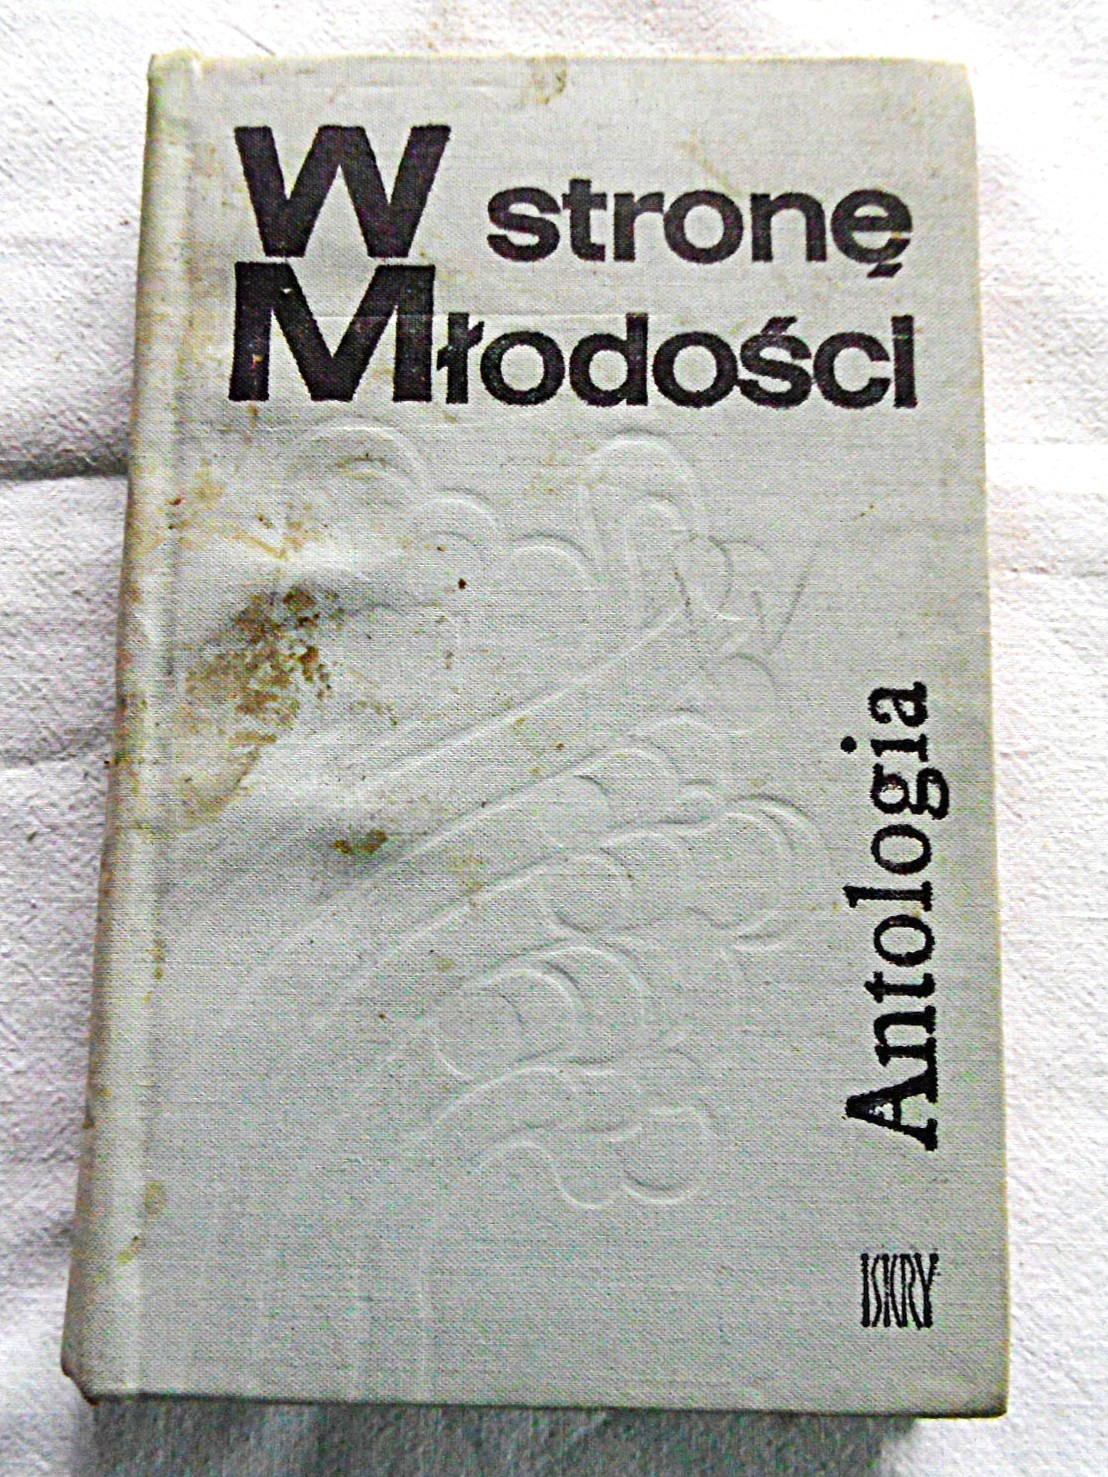 W stronę
Młodości
Antologia
ISKRY